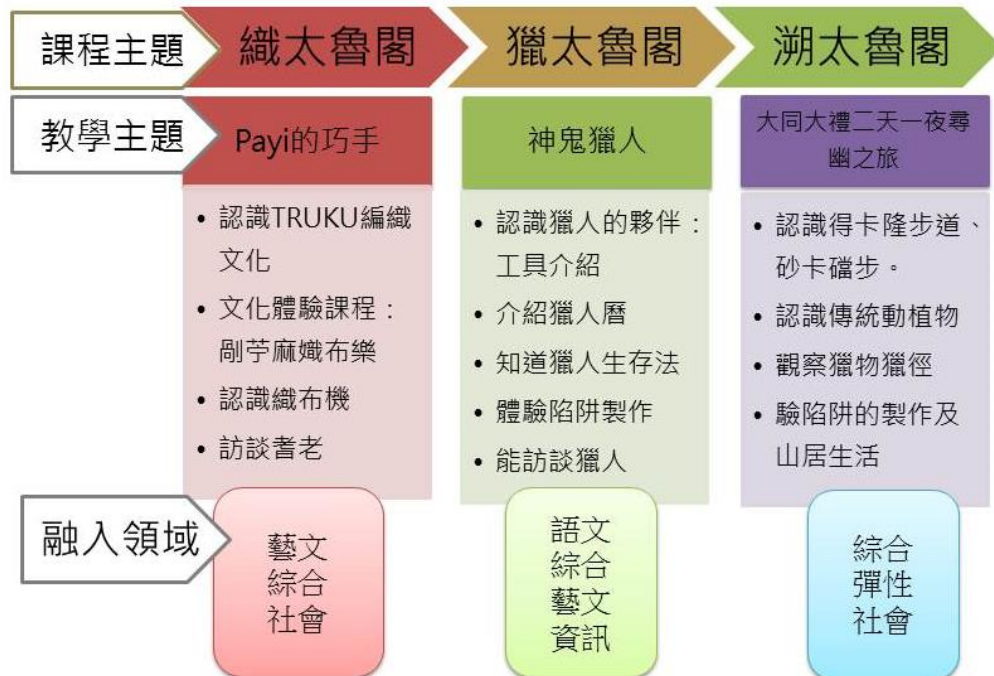 課程主題
織太魯閣
獵太魯閣
溯太魯閣
教學主題
Payi的巧手
神鬼獵人
大同大禮二天一夜尋
幽之旅
• 認識TRUKU編織
文化
• 文化體驗課程：
剮苧麻孅布樂
• 認識織布機
• 訪談耆老
• 認識獵人的夥伴：
工具介紹
• 介紹獵人曆
• 知道獵人生存法
• 體驗陷阱製作
• 能訪談獵人
• 認識得卡隆步道、
砂卡礑步。
• 認識傳統動植物
• 觀察獵物獵徑
• 驗陷阱的製作及
山居生活
融入領域
藝文
綜合
社會
語文
綜合
藝文
資訊
綜合
彈性
社會